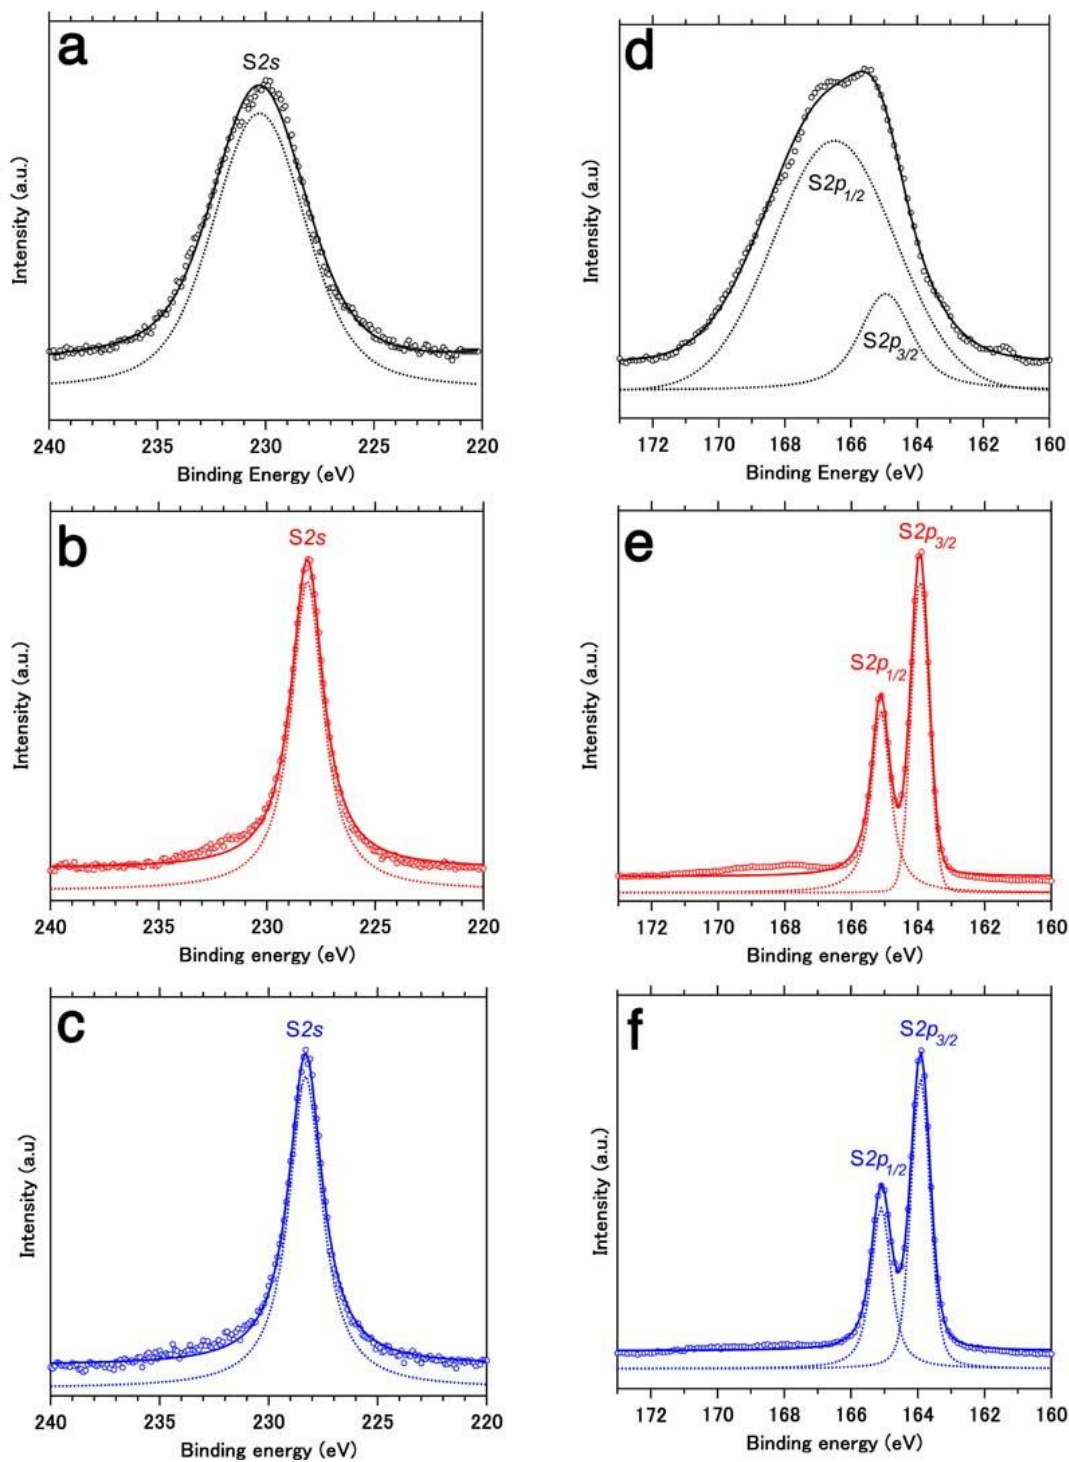 a
S2s
Intensity (a.u.)
240 235 230 225 220
Binding Energy (eV)
d
S2p1/2
S2p3/2
Intensity (a.u)
172 170 168 166 164 162 160
Binding Energy (eV)
b
S2s
Intensity (a.u.)
240 235 230 225 220
Binding energy (eV)
e
S2p3/2
S2p1/2
Intensity (a.u.)
172 170 168 166 164 162 160
Binding energy (eV)
c
S2s
Intensity (a.u)
240 235 230 225 220
Binding energy (eV)
f
S2p3/2
S2p1/2
Intensity (a.u.)
172 170 168 166 164 162 160
Binding energy (eV)